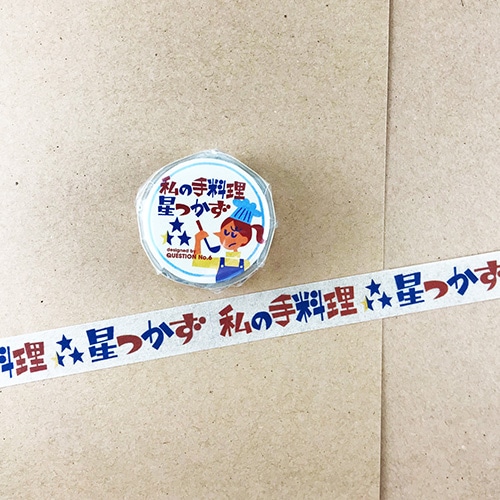 私の手料理
星つかず
designed by
QUESTION No.6
料理 星つかず 私の手料理 星つかず